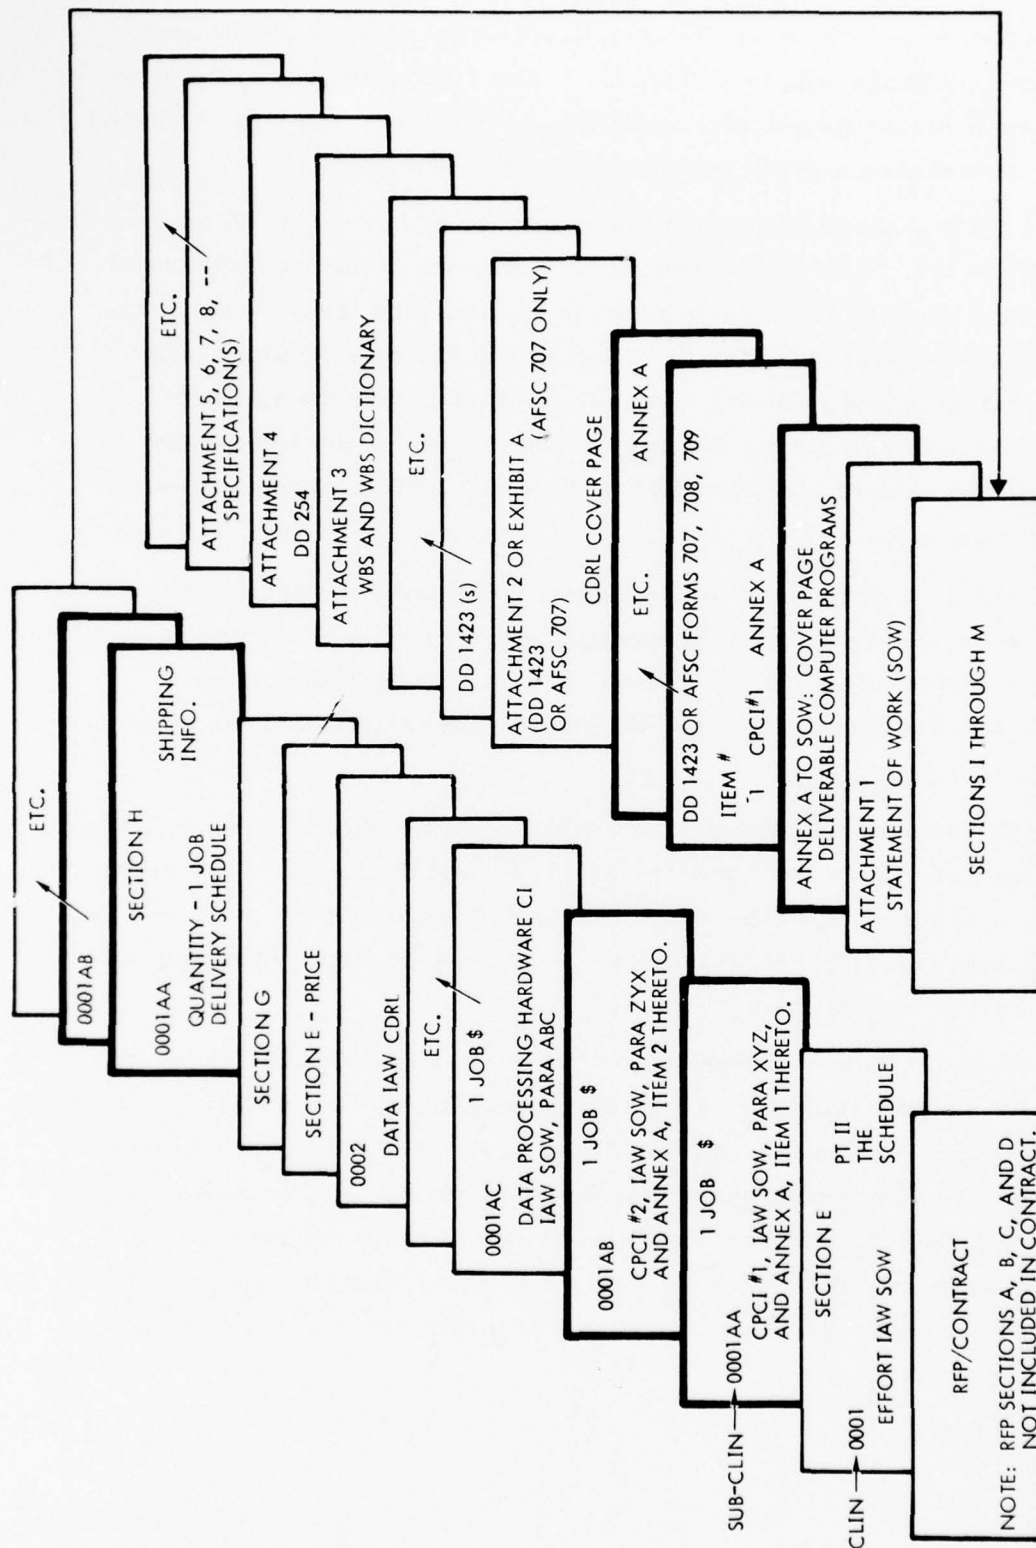 RFP/CONTRACT
NOTE: RFP SECTIONS A, B, C, AND D
NOT INCLUDED IN CONTRACT.
SECTION E
PT II
THE
SCHEDULE
CLIN
0001
EFFORT IAW SOW
SUB-CLIN
0001AA
1 JOB $
CPCI #1, IAW SOW, PARA XYZ,
AND ANNEX A, ITEM 1 THERETO.
0001AB
1 JOB $
CPCI #2, IAW SOW, PARA ZYX
AND ANNEX A, ITEM 2 THERETO.
0001AC
1 JOB $
DATA PROCESSING HARDWARE CI
IAW SOW, PARA ABC
ETC.
0002
DATA IAW CDRL
SECTION E - PRICE
SECTION G
SECTION H
0001AA
SHIPPING
INFO.
QUANTITY - 1 JOB
DELIVERY SCHEDULE
0001AB
ETC.
SECTIONS I THROUGH M
ATTACHMENT 1
STATEMENT OF WORK (SOW)
ANNEX A TO SOW: COVER PAGE
DELIVERABLE COMPUTER PROGRAMS
DD 1423 OR AFSC FORMS 707, 708, 709
ITEM #
1 CPCI#1 ANNEX A
ETC. ANNEX A
CDRL COVER PAGE
ATTACHMENT 2 OR EXHIBIT A
(DD 1423 (AFSC 707 ONLY)
OR AFSC 707)
DD 1423 (s)
ETC.
ATTACHMENT 3
WBS AND WBS DICTIONARY
ATTACHMENT 4
DD 254
ATTACHMENT 5, 6, 7, 8, --
SPECIFICATION(S)
ETC.